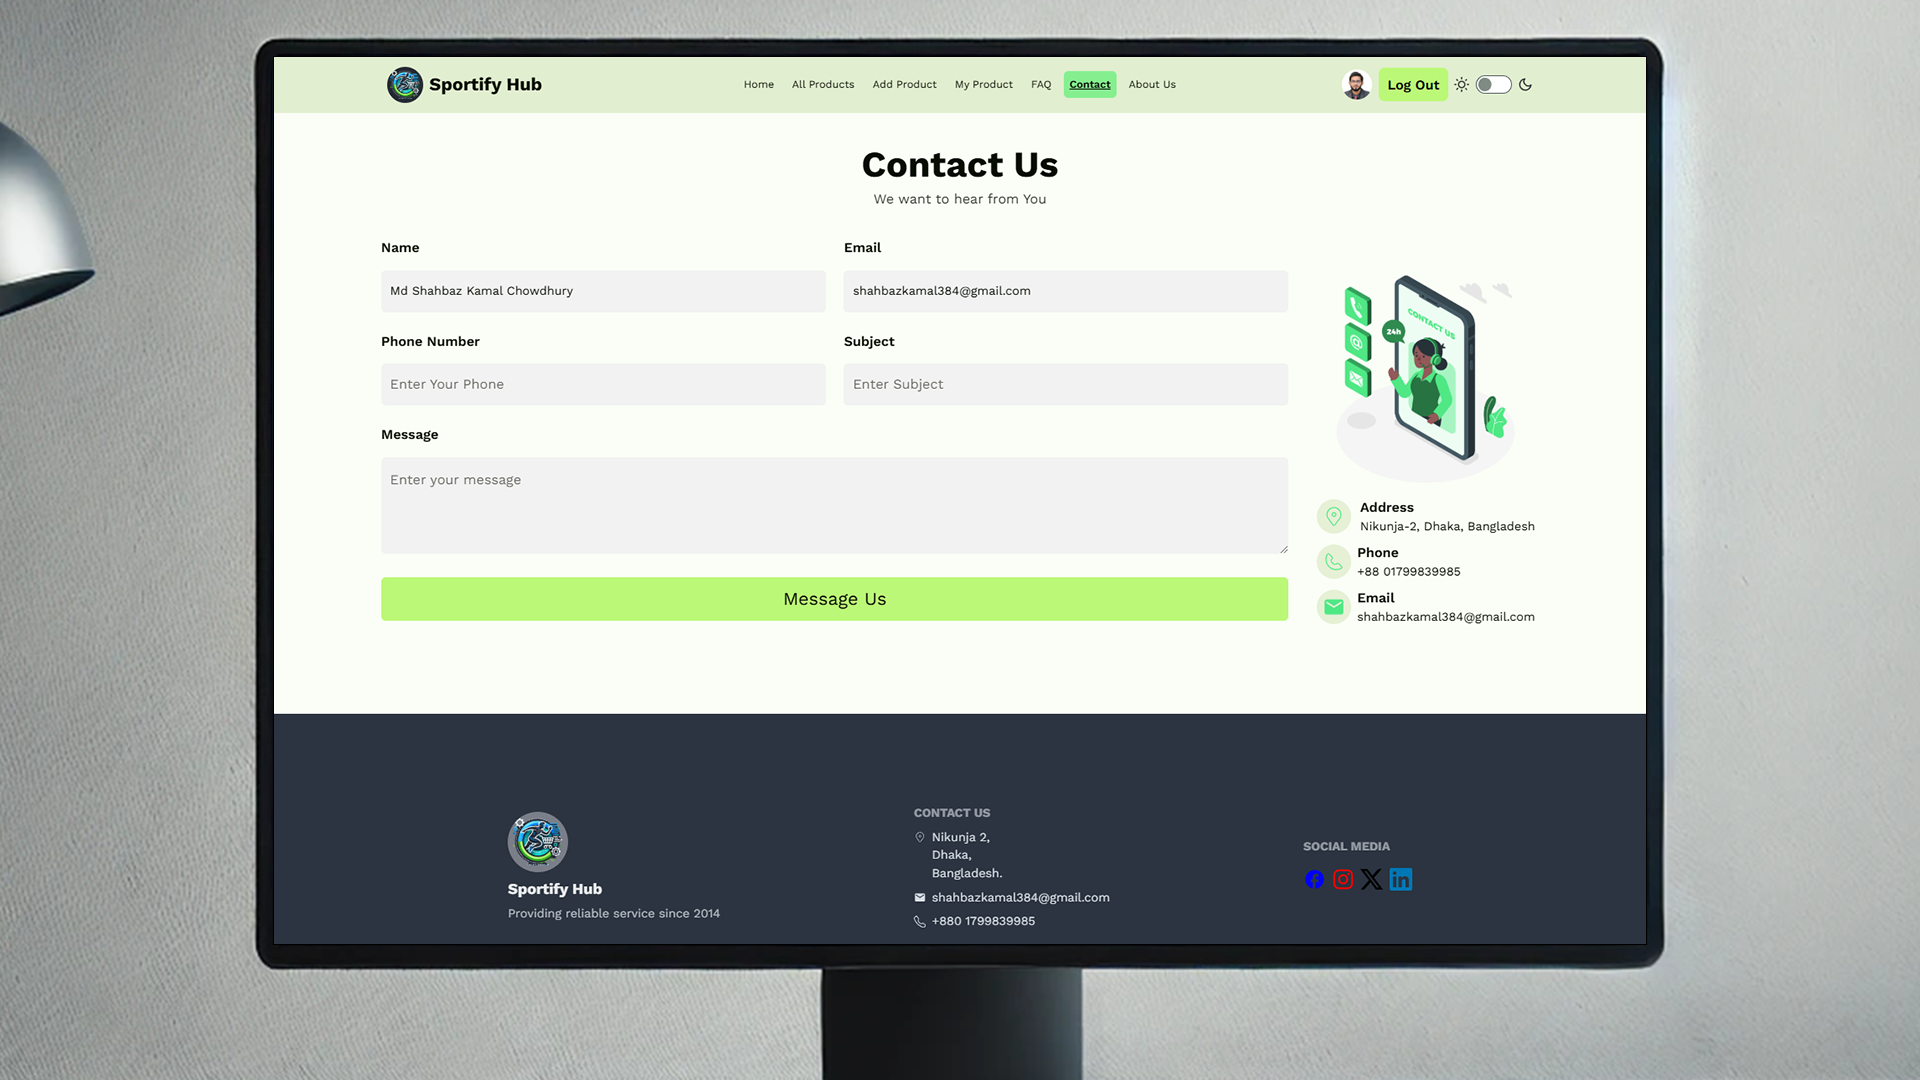 Sportify Hub
Home
All Products
Add Product
My Product
FAQ
Contact
About Us
Log Out
Contact Us
We want to hear from You
Name
Email
Md Shahbaz Kamal Chowdhury
shahbazkamal384@gmail.com
Phone Number
Subject
Enter Your Phone
Enter Subject
Message
Enter your message
Message Us
CONTACT US
24h
Address
Nikunja-2, Dhaka, Bangladesh
Phone
+88 01799839985
Email
shahbazkamal384@gmail.com
Sportify Hub
Providing reliable service since 2014
CONTACT US
Nikunja 2,
Dhaka,
Bangladesh.
shahbazkamal384@gmail.com
+880 1799839985
SOCIAL MEDIA